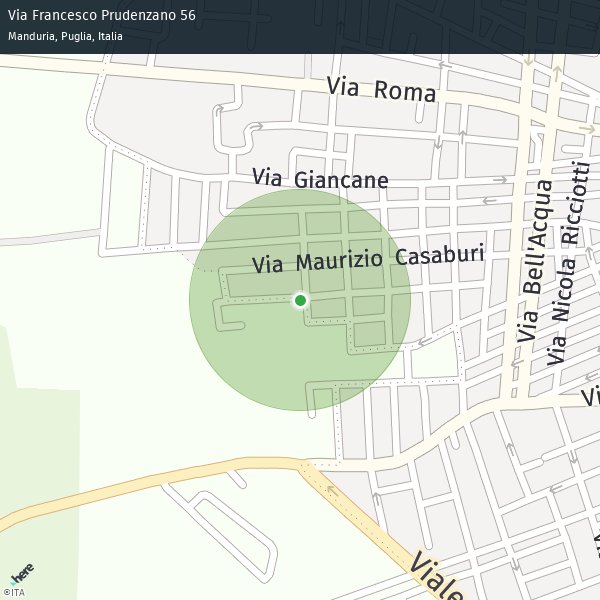 Via Francesco Prudenzano 56
Manduria, Puglia, Italia
Via Roma
Via Giancane
Via Maurizio Casaburi
Via Bell'Acqua
Via Nicola Ricciotti
Viale
here
©ITA